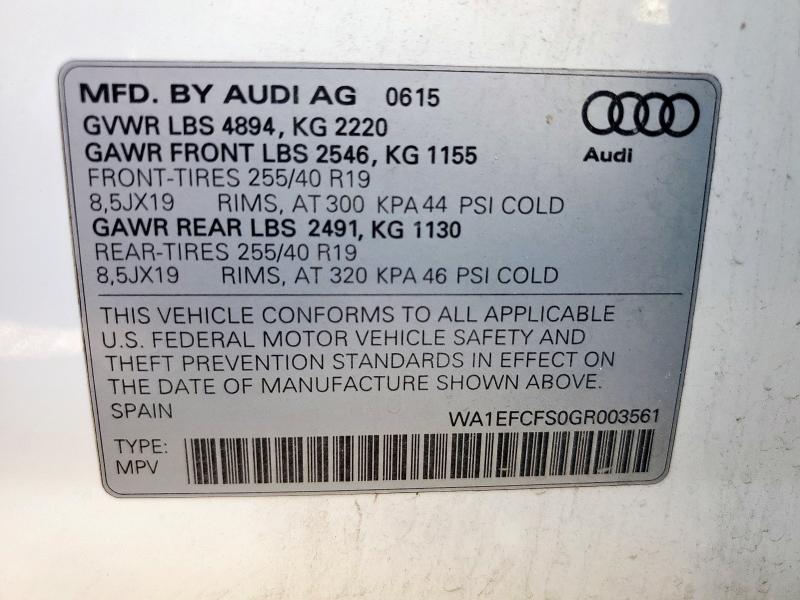 MFD. BY AUDI AG 0615
GVWR LBS 4894, KG 2220
GAWR FRONT LBS 2546, KG 1155
FRONT-TIRES 255/40 R19
8,5JX19 RIMS, AT 300 KPA 44 PSI COLD
GAWR REAR LBS 2491, KG 1130
REAR-TIRES 255/40 R19
8,5JX19 RIMS, AT 320 KPA 46 PSI COLD
Audi
THIS VEHICLE CONFORMS TO ALL APPLICABLE
U.S. FEDERAL MOTOR VEHICLE SAFETY AND
THEFT PREVENTION STANDARDS IN EFFECT ON
THE DATE OF MANUFACTURE SHOWN ABOVE.
SPAIN WA1EFCFS0GR003561
TYPE:
MPV